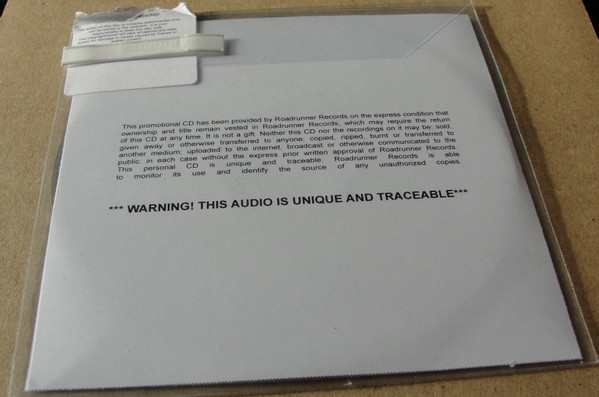 This promotional CD has been provided by Roadrunner Records on the express condition that
ownership and title remain vested in Roadrunner Records, which may require the return
of this CD at any time. It is not a gift. Neither this CD nor the recordings on it may be: sold,
given away or otherwise transferred to anyone; copied, ripped, burnt or transferred to
another medium; uploaded to the internet, broadcast or otherwise communicated to the
public; in each case without the express prior written approval of Roadrunner Records.
This personal CD is unique and traceable. Roadrunner Records is able
to monitor its use and identify the source of any unauthorized copies.
*** WARNING! THIS AUDIO IS UNIQUE AND TRACEABLE***